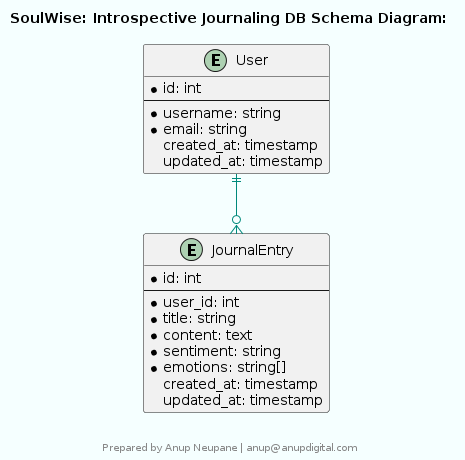 SoulWise: Introspective Journaling DB Schema Diagram:
E User
id: int
username: string
email: string
created_at: timestamp
updated_at: timestamp
E JournalEntry
id: int
user_id: int
title: string
content: text
sentiment: string
emotions: string[]
created_at: timestamp
updated_at: timestamp
Prepared by Anup Neupane | anup@anupdigital.com